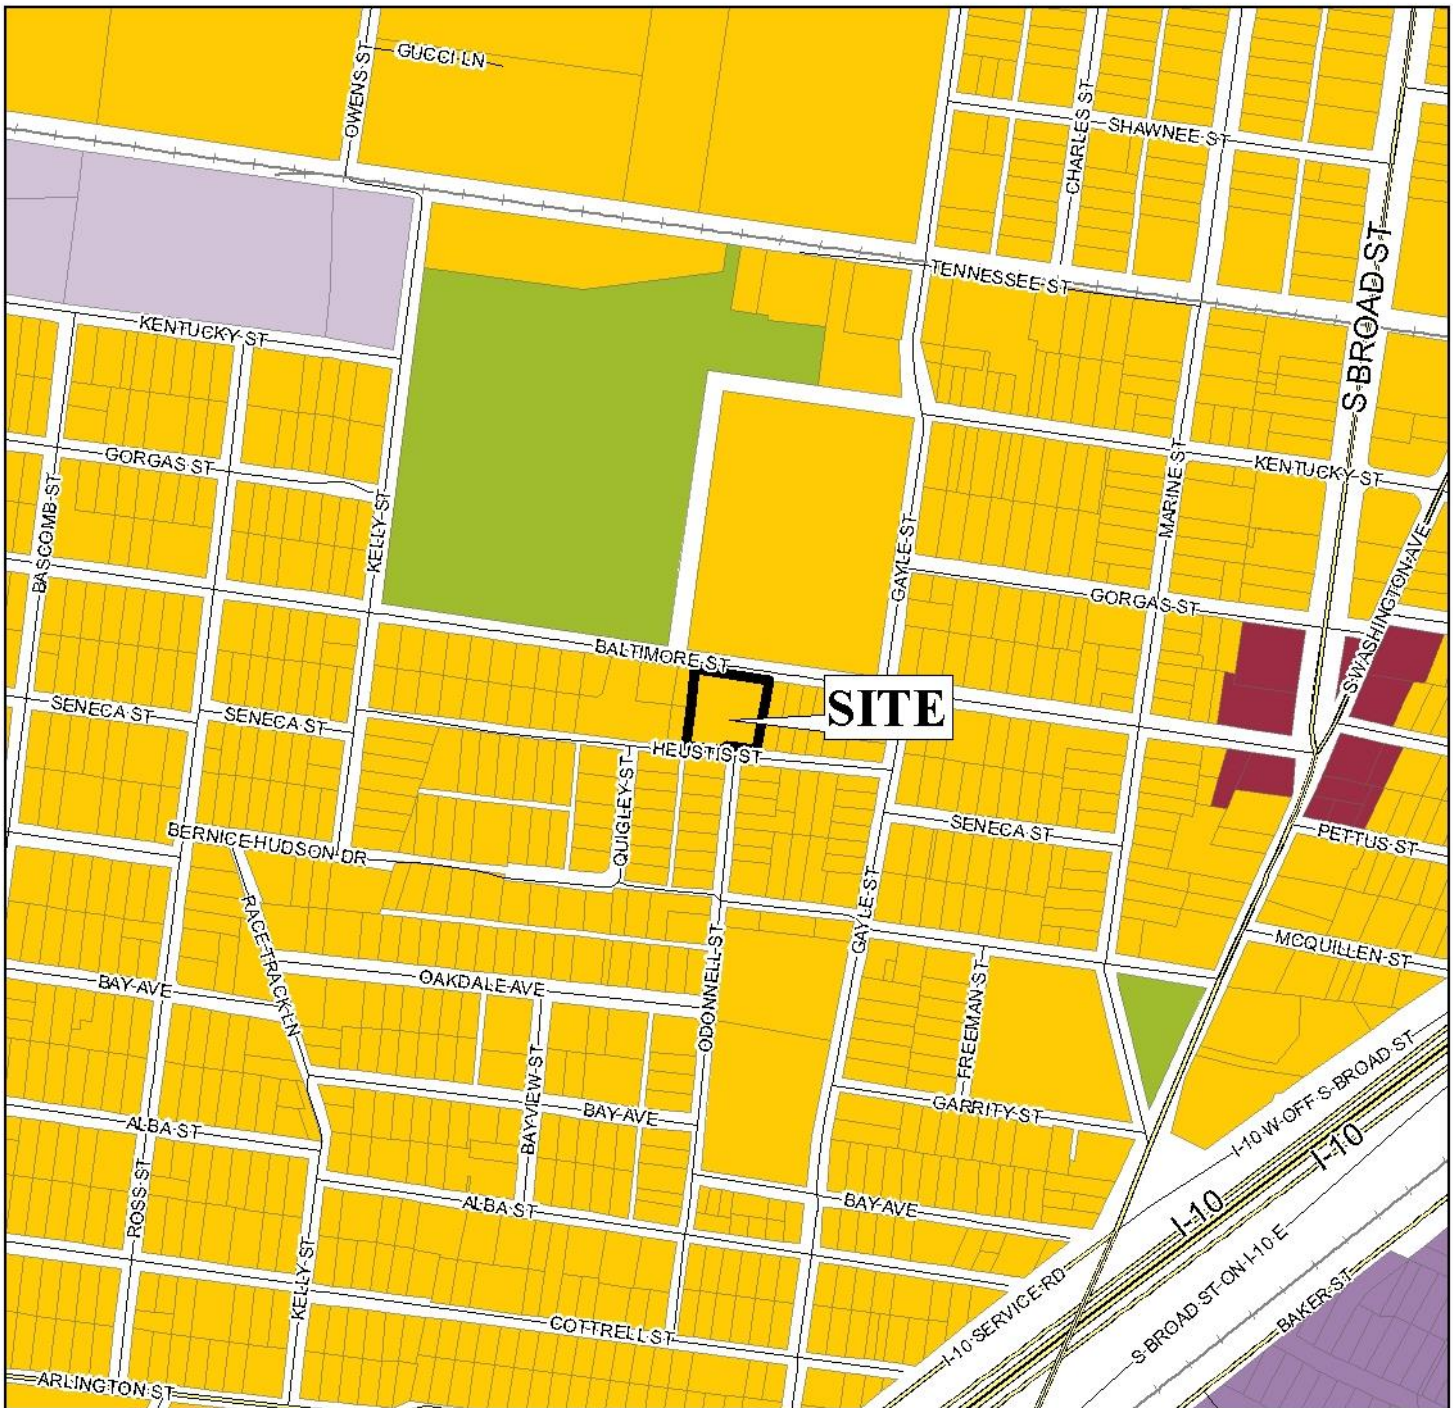 GUCCI LN
OWENS ST
CHARLES ST
SHAWNEE ST
S BROAD ST
TENNESSEE ST
KENTUCKY ST
KENTUCKY ST
GORGAS ST
MARINE ST
BASCOMB ST
KELLY ST
GAYLE ST
S WASHINGTON AVE
GORGAS ST
BALTIMORE ST
SITE
SENECA ST
SENECA ST
HEUSTIS ST
QUIGLEY ST
SENECA ST
PETTUS ST
BERNICE HUDSON DR
RACE TRACK LN
GAYLE ST
MCQUILLEN ST
OAKDALE AVE
BAY AVE
ODONNELL ST
FREEMAN ST
BAY VIEW ST
BAY AVE
GARRITY ST
I-10 W OFF S BROAD ST
I-10
ALBA ST
ROSS ST
ALBA ST
BAY AVE
I-10
KELLY ST
S BROAD ST ON I-10 E
I-10 SERVICE RD
BAKER ST
COTTRELL ST
ARLINGTON ST